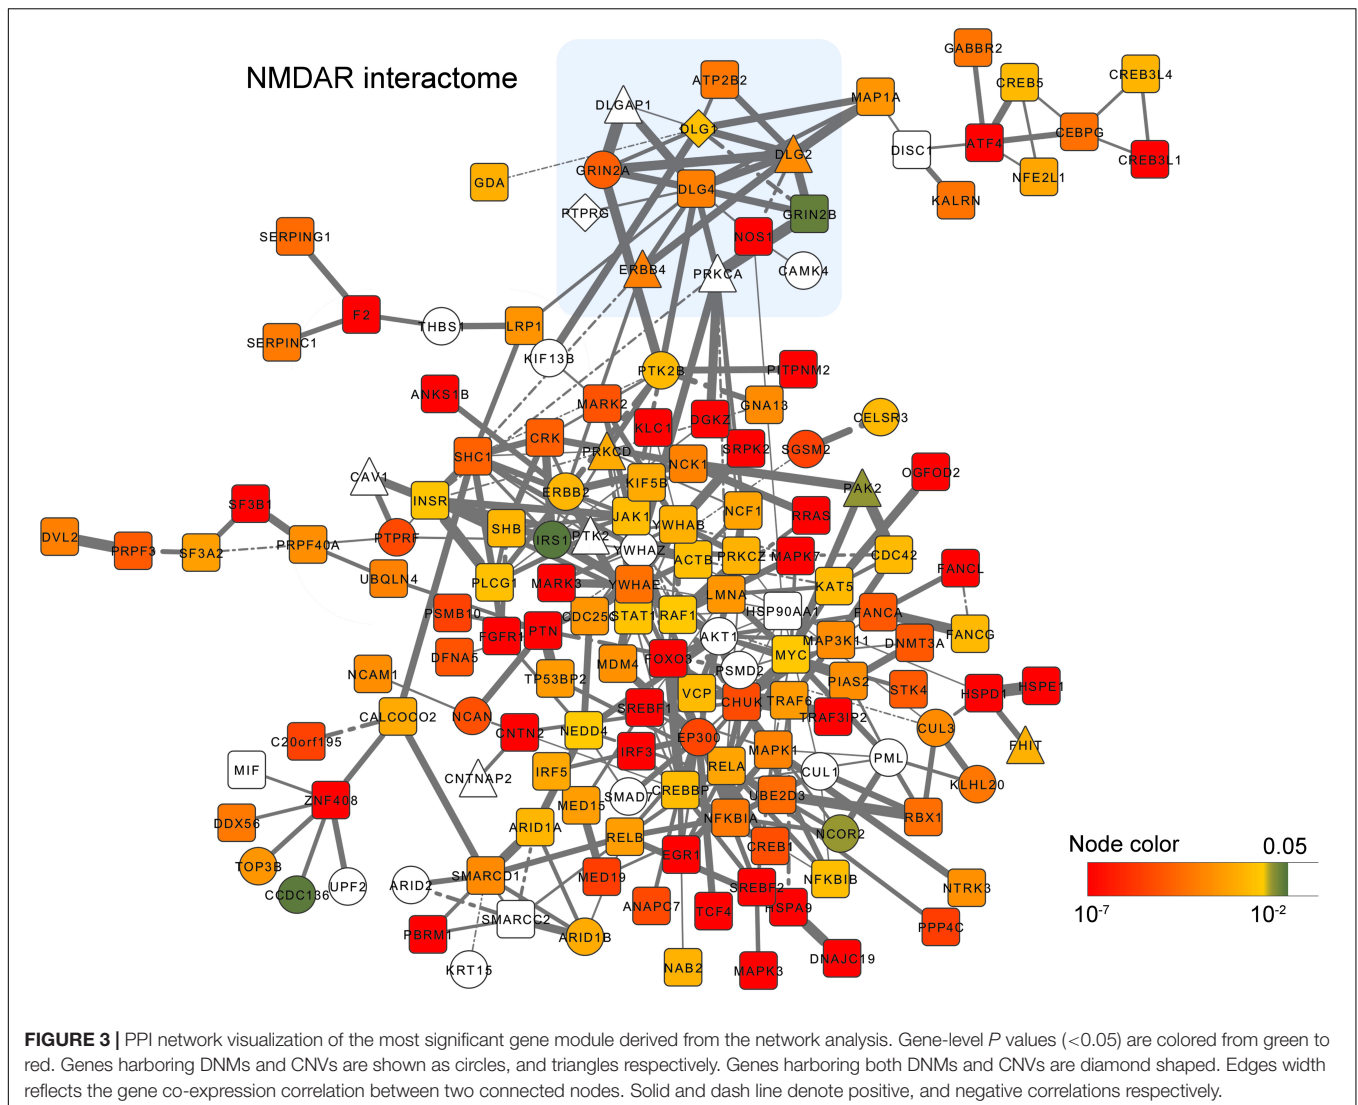 NMDAR interactome
GABBR2
CREB5
CREB3L4
ATP2B2
MAP1A
DLGAP1
DLG1
DISC1
ATF4
CEBPG
CREB3L1
DLG2
GRIN2A
DLG4
GDA
NFE2L1
KALRN
PTPRG
GRIN2B
NOS1
SERPING1
ERBB4
PRKCA
CAMK4
F2
THBS1
LRP1
SERPINC1
KIF13B
PTK2B
PITPNM2
ANKS1B
MARK2
GNA13
KLC1
DGKZ
CELSR3
CRK
SRPK2
SGSM2
SHC1
PRKCD
NCK1
OGFOD2
CAV1
INSR
ERBB2
KIF5B
PAK2
SF3B1
JAK1
NCF1
RRAS
SHB
YWHAB
DVL2
PRPF3
SF3A2
PRPF40A
PTPRF
IRS1
PTK2
YWHAZ
ACTB
PRKCZ
MAPK7
CDC42
UBQLN4
PLCG1
MARK3
YWHAE
LMNA
KAT5
FANCL
PSMB10
CDC25C
STAT1
RAF1
HSP90AA1
FANCA
FGFR1
PTN
AKT1
MAP3K11
DNMT3A
FANCG
DFNA5
MDM4
FOXO3
PSMD2
MYC
NCAM1
TP53BP2
VCP
PIAS2
STK4
HSPD1
HSPE1
CALCOCO2
NCAN
SREBF1
CHUK
TRAF6
TRAF3IP2
C20orf195
CNTN2
NEDD4
EP300
CUL3
FHIT
MIF
CNTNAP2
IRF3
IRF5
RELA
MAPK1
CUL1
PML
KLHL20
ZNF408
SMAD7
CREBBP
UBE2D3
DDX56
MED15
NFKBIA
RBX1
ARID1A
RELB
CREB1
NCOR2
TOP3B
EGR1
CCDC136
UPF2
ARID2
SMARCD1
MED19
SREBF2
NFKBIB
NTRK3
SMARCC2
ANAPC7
TCF4
HSPA9
PBRM1
ARID1B
PPP4C
KRT15
NAB2
MAPK3
DNAJC19
Node color 0.05
10-7 10-2
FIGURE 3 | PPI network visualization of the most significant gene module derived from the network analysis. Gene-level P values (<0.05) are colored from green to
red. Genes harboring DNMs and CNVs are shown as circles, and triangles respectively. Genes harboring both DNMs and CNVs are diamond shaped. Edges width
reflects the gene co-expression correlation between two connected nodes. Solid and dash line denote positive, and negative correlations respectively.